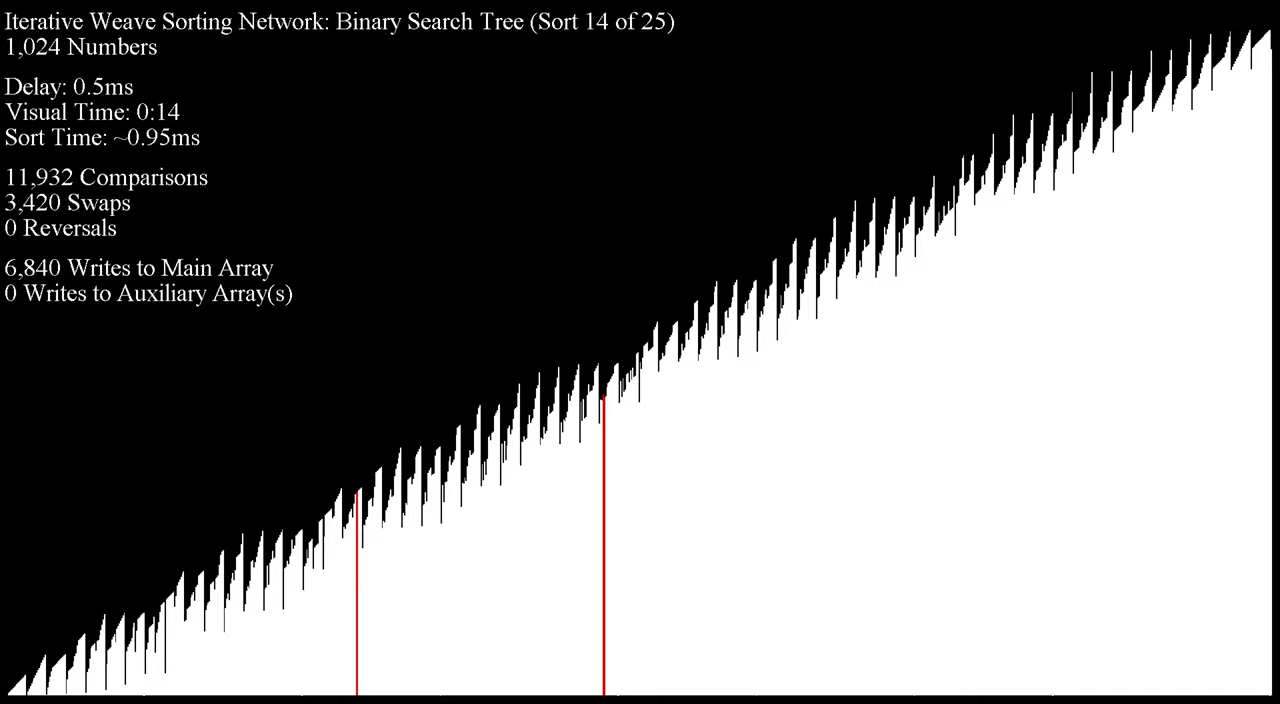 Iterative Weave Sorting Network: Binary Search Tree (Sort 14 of 25)
1,024 Numbers
Delay: 0.5ms
Visual Time: 0:14
Sort Time: ~0.95ms
11,932 Comparisons
3,420 Swaps
0 Reversals
6,840 Writes to Main Array
0 Writes to Auxiliary Array(s)